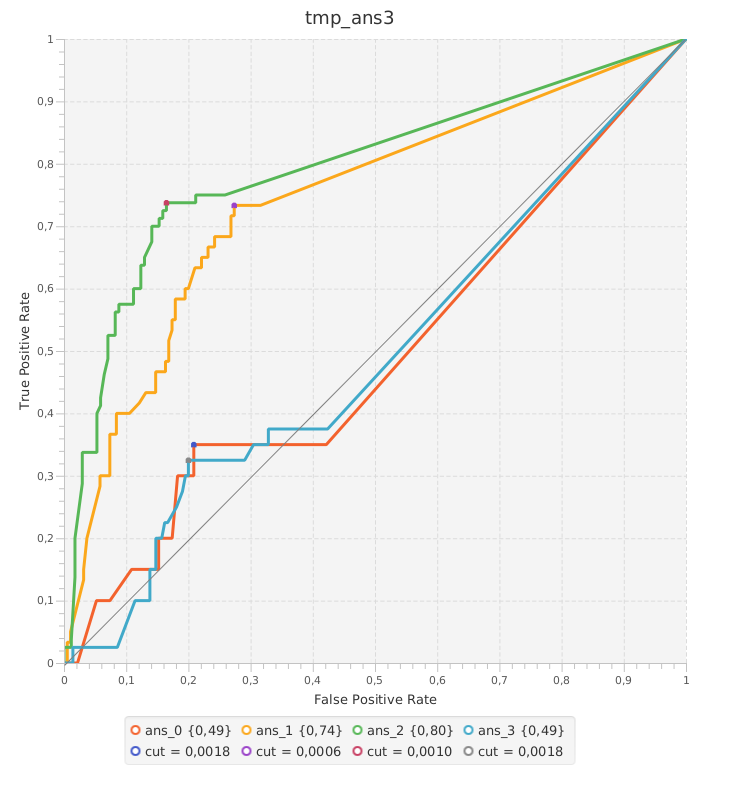 tmp_ans3
1
0,9
0,8
0,7
0,6
0,5
0,4
0,3
0,2
0,1
0
True Positive Rate
0 0,1 0,2 0,3 0,4 0,5 0,6 0,7 0,8 0,9 1
False Positive Rate
ans_0 {0,49} ans_1 {0,74} ans_2 {0,80} ans_3 {0,49}
cut = 0,0018 cut = 0,0006 cut = 0,0010 cut = 0,0018